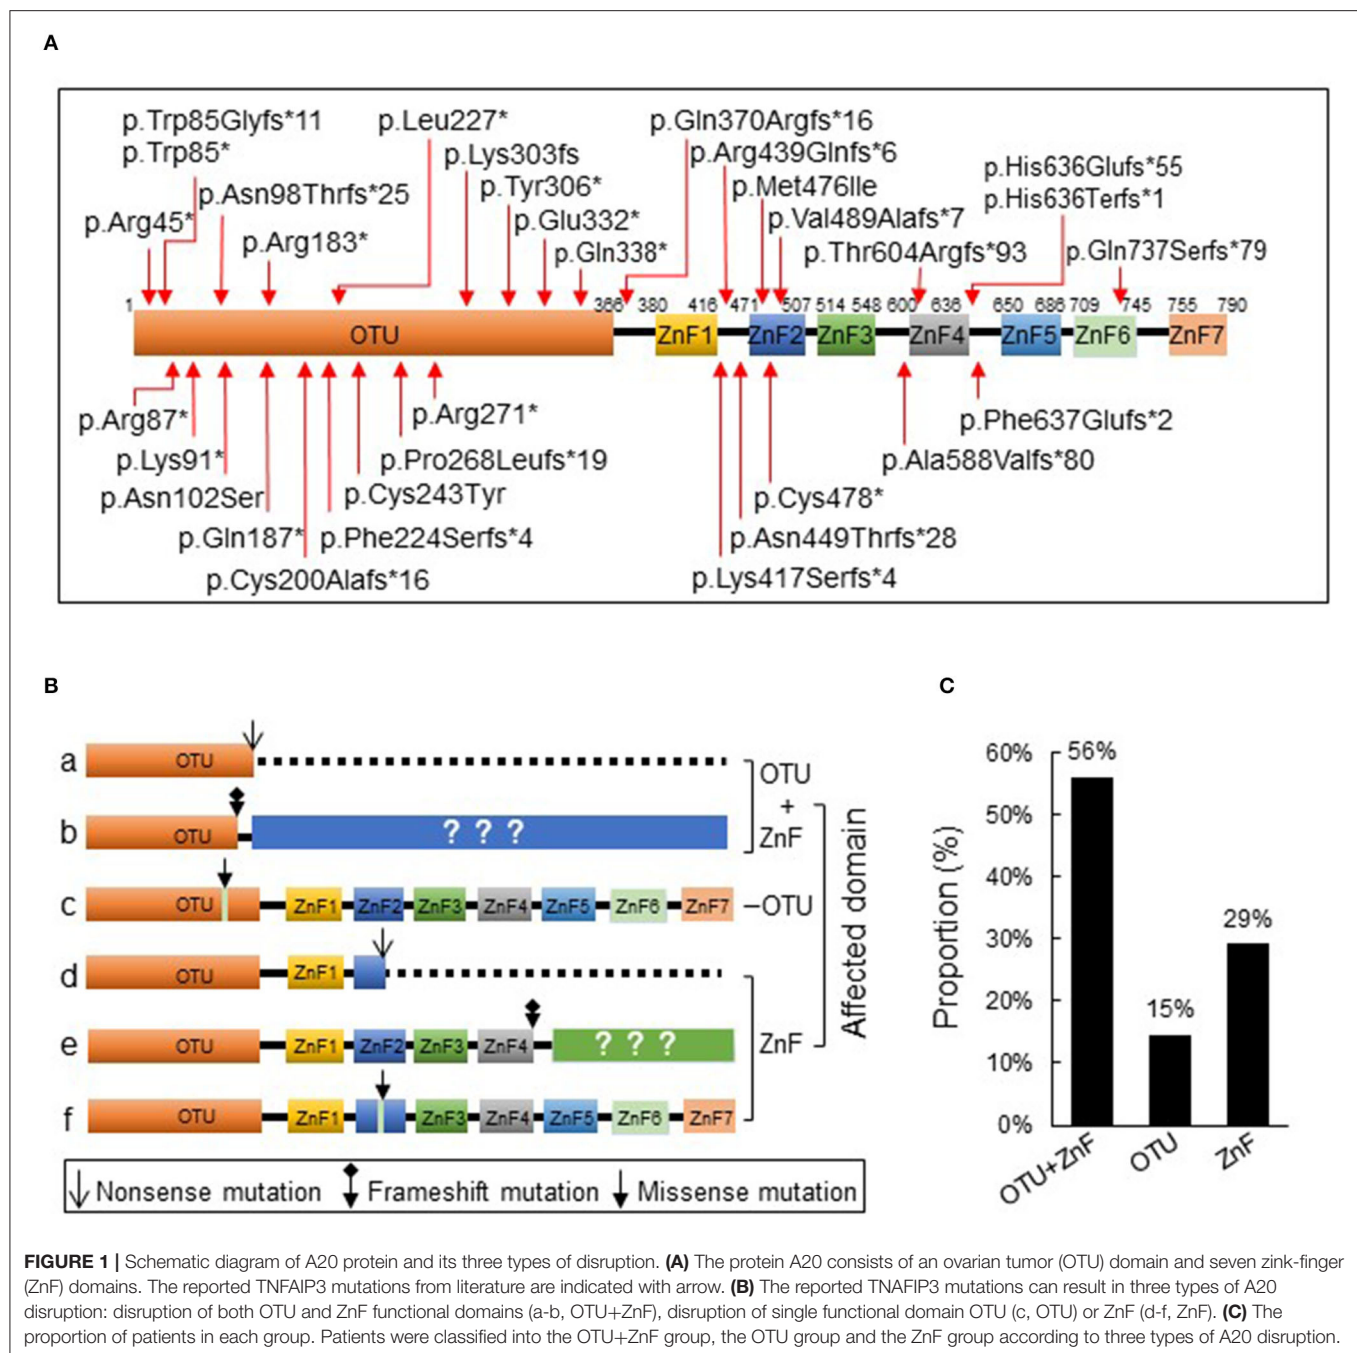 A
p.Trp85Glyfs*11
p.Trp85*
p.Leu227*
p.Gln370Argfs*16
p.Lys303fs
p.Arg439Glnfs*6
p.Asn98Thrfs*25
p.Tyr306*
p.Met476Ile
p.His636Glufs*55
p.His636Terfs*1
p.Arg45*
p.Arg183*
p.Glu332*
p.Val489Alafs*7
p.Gln338*
p.Thr604Argfs*93
p.Gln737Serfs*79
1 366 380 416 471 507 514 548 600 636 650 686 709 745 755 790
OTU ZnF1 ZnF2 ZnF3 ZnF4 ZnF5 ZnF6 ZnF7
p.Arg87*
p.Arg271*
p.Phe637Glufs*2
p.Lys91*
p.Pro268Leufs*19
p.Ala588Valfs*80
p.Asn102Ser
p.Cys243Tyr
p.Cys478*
p.Gln187*
p.Phe224Serfs*4
p.Asn449Thrfs*28
p.Cys200Alafs*16
p.Lys417Serfs*4
B
a OTU
b OTU ? ? ?
OTU
+
ZnF
c OTU ZnF1 ZnF2 ZnF3 ZnF4 ZnF5 ZnF6 ZnF7
OTU
d OTU ZnF1
e OTU ZnF1 ZnF2 ZnF3 ZnF4 ? ? ?
ZnF
f OTU ZnF1 ZnF3 ZnF4 ZnF5 ZnF6 ZnF7
Affected domain
Nonsense mutation Frameshift mutation Missense mutation
C
Proportion (%)
60%
50%
40%
30%
20%
10%
0%
56%
15%
29%
OTU+ZnF
OTU
ZnF
FIGURE 1 | Schematic diagram of A20 protein and its three types of disruption. (A) The protein A20 consists of an ovarian tumor (OTU) domain and seven zink-finger
(ZnF) domains. The reported TNFAIP3 mutations from literature are indicated with arrow. (B) The reported TNAFIP3 mutations can result in three types of A20
disruption: disruption of both OTU and ZnF functional domains (a-b, OTU+ZnF), disruption of single functional domain OTU (c, OTU) or ZnF (d-f, ZnF). (C) The
proportion of patients in each group. Patients were classified into the OTU+ZnF group, the OTU group and the ZnF group according to three types of A20 disruption.